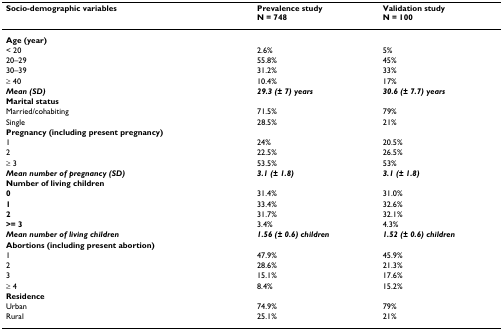 Socio-demographic variables Prevalence study Validation study
N = 748 N = 100
Age (year)
< 20 2.6% 5%
20–29 55.8% 45%
30–39 31.2% 33%
≥ 40 10.4% 17%
Mean (SD) 29.3 (± 7) years 30.6 (± 7.7) years
Marital status
Married/cohabiting 71.5% 79%
Single 28.5% 21%
Pregnancy (including present pregnancy)
1 24% 20.5%
2 22.5% 26.5%
≥ 3 53.5% 53%
Mean number of pregnancy (SD) 3.1 (± 1.8) 3.1 (± 1.8)
Number of living children
0 31.4% 31.0%
1 33.4% 32.6%
2 31.7% 32.1%
>= 3 3.4% 4.3%
Mean number of living children 1.56 (± 0.6) children 1.52 (± 0.6) children
Abortions (including present abortion)
1 47.9% 45.9%
2 28.6% 21.3%
3 15.1% 17.6%
≥ 4 8.4% 15.2%
Residence
Urban 74.9% 79%
Rural 25.1% 21%